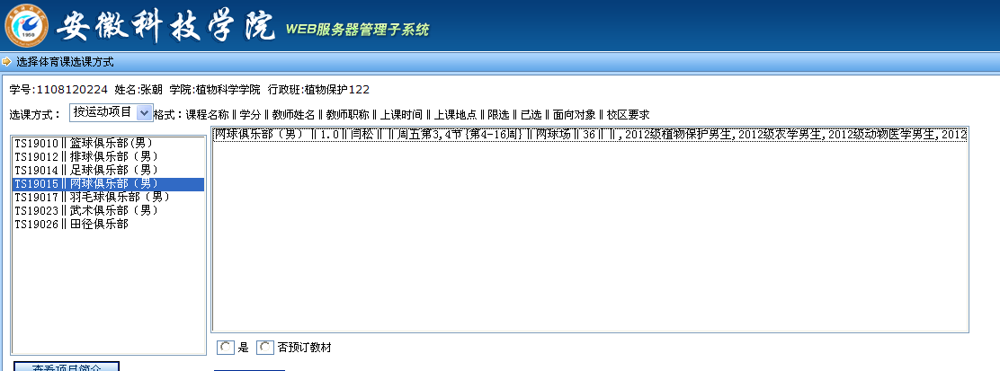 安徽科技学院 WEB服务器管理子系统
1958
选择体育课选课方式
学号:1108120224 姓名:张朝 学院:植物科学学院 行政班:植物保护122
选课方式： 按运动项目 格式：课程名称‖学分‖教师姓名‖教师职称‖上课时间‖上课地点‖限选‖已选‖面向对象‖校区要求
网球俱乐部（男）‖1.0‖闫松‖‖周五第3,4节{第4-16周}‖网球场‖36‖‖,2012级植物保护男生,2012级农学男生,2012级动物医学男生,2012
TS19010‖篮球俱乐部(男)
TS19012‖排球俱乐部（男）
TS19014‖足球俱乐部（男）
TS19015‖网球俱乐部（男）
TS19017‖羽毛球俱乐部（男）
TS19023‖武术俱乐部（男）
TS19026‖田径俱乐部
是 否预订教材
查看项目简介